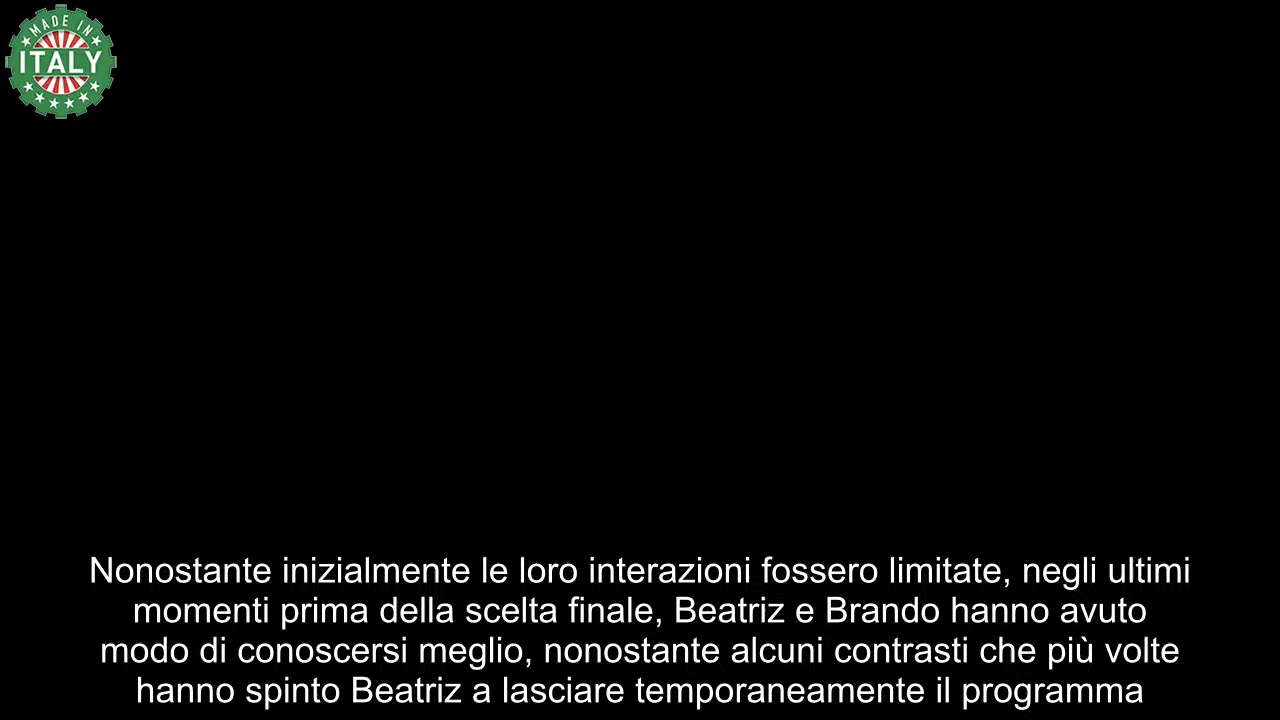 MADE IN
ITALY
Nonostante inizialmente le loro interazioni fossero limitate, negli ultimi
momenti prima della scelta finale, Beatriz e Brando hanno avuto
modo di conoscersi meglio, nonostante alcuni contrasti che più volte
hanno spinto Beatriz a lasciare temporaneamente il programma